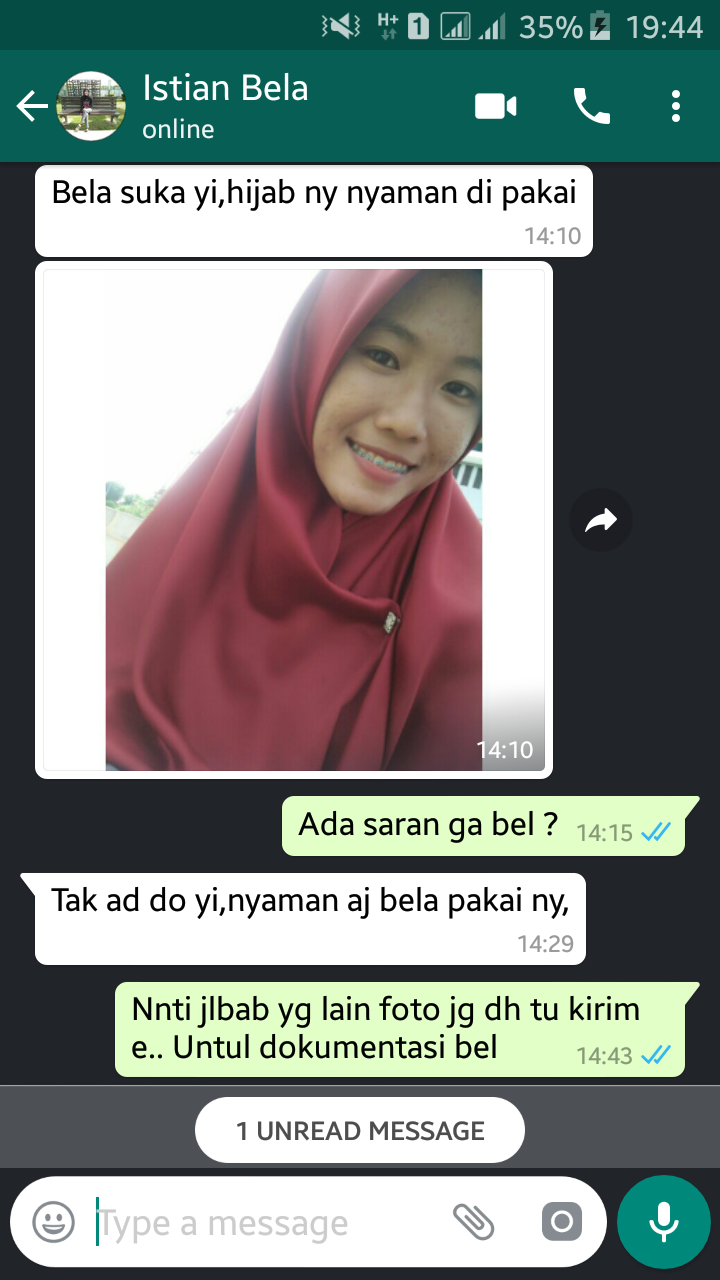 H+ 1 35% 19:44
Istian Bela
online
Bela suka yi,hijab ny nyaman di pakai
14:10
14:10
Ada saran ga bel ? 14:15
Tak ad do yi,nyaman aj bela pakai ny,
14:29
Nnti jlbab yg lain foto jg dh tu kirim
e.. Untul dokumentasi bel 14:43
1 UNREAD MESSAGE
Type a message